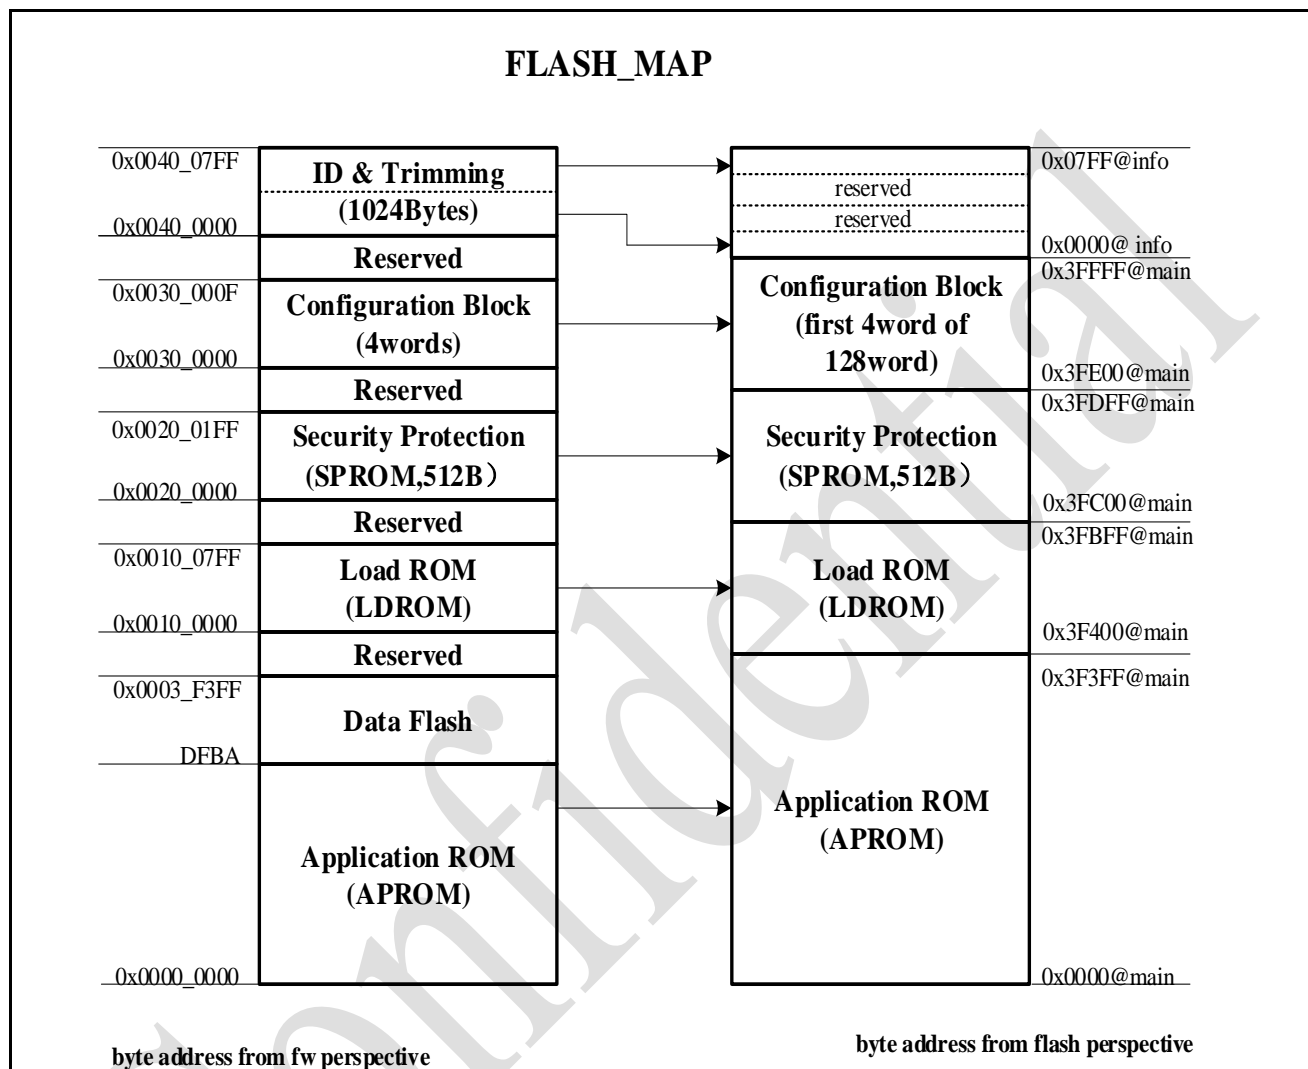 FLASH_MAP
0x0040_07FF
ID & Trimming
(1024Bytes)
0x0040_0000
Reserved
0x0030_000F
Configuration Block
(4words)
0x0030_0000
Reserved
0x0020_01FF
Security Protection
(SPROM,512B）
0x0020_0000
Reserved
0x0010_07FF
Load ROM
(LDROM)
0x0010_0000
Reserved
0x0003_F3FF
Data Flash
DFBA
Application ROM
(APROM)
0x0000_0000
byte address from fw perspective
0x07FF@info
reserved
reserved
0x0000@ info
0x3FFFF@main
Configuration Block
(first 4word of
128word)
0x3FE00@main
0x3FDFF@main
Security Protection
(SPROM,512B）
0x3FC00@main
0x3FBFF@main
Load ROM
(LDROM)
0x3F400@main
0x3F3FF@main
Application ROM
(APROM)
0x0000@main
byte address from flash perspective
Confidential